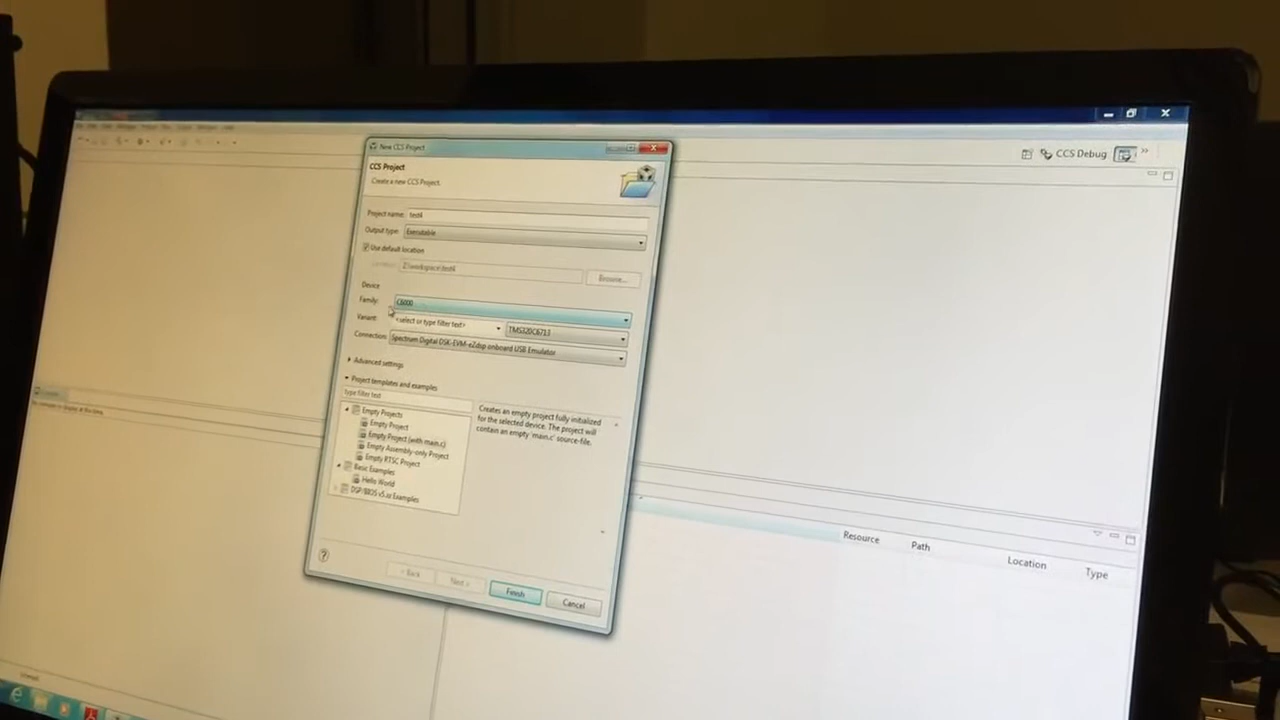 New CCS Project
CCS Project
Create a new CCS Project.
CCS Debug
Project name: test4
Output type: Executable
Use default location
Z:\workspace\test4
Browse...
Device
Family: C6000
Variant: <select or type filter text> TMS320C6713
Connection: Spectrum Digital DSK-EVM-eZdsp onboard USB Emulator
Advanced settings
Project templates and examples
type filter text
Empty Projects
Empty Project
Empty Project (with main.c)
Empty Assembly-only Project
Empty RTSC Project
Basic Examples
Hello World
DSP/BIOS v5.xx Examples
Creates an empty project fully initialized
for the selected device. The project will
contain an empty 'main.c' source-file.
< Back
Next >
Finish
Cancel
Resource Path Location Type